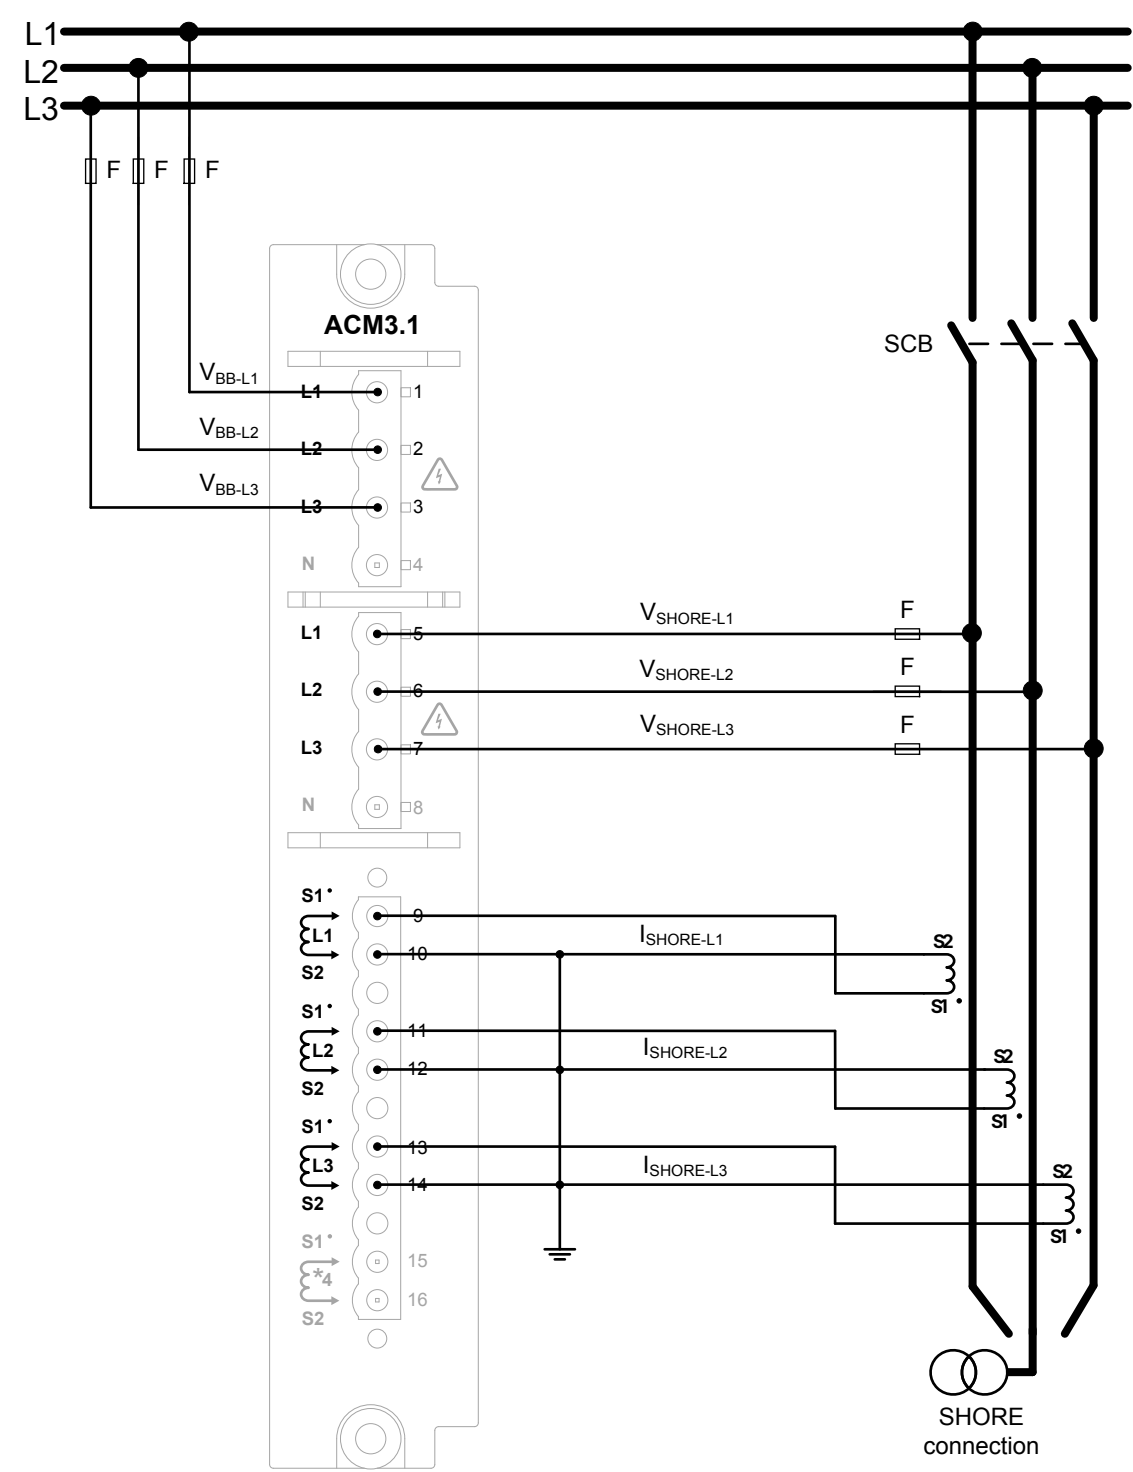 L1
L2
L3
F F F
ACM3.1
SCB
VBB-L1
L1 1
VBB-L2
L2 2
VBB-L3
L3 3
N 4
VSHORE-L1 F
L1 5
VSHORE-L2 F
L2 6
VSHORE-L3 F
L3 7
N 8
S1•
9
L1 ISHORE-L1 S2
10
S2
S1•
S1•
11
L2 ISHORE-L2 S2
12
S2
S1•
S1•
13
L3 ISHORE-L3 S2
14
S2
S1•
S1•
15
*4
16
S2
SHORE
connection